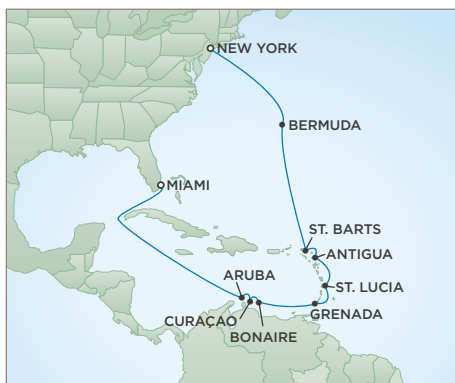 NEW YORK
BERMUDA
MIAMI
ST. BARTS
ANTIGUA
ARUBA
ST. LUCIA
CURAÇAO
GRENADA
BONAIRE